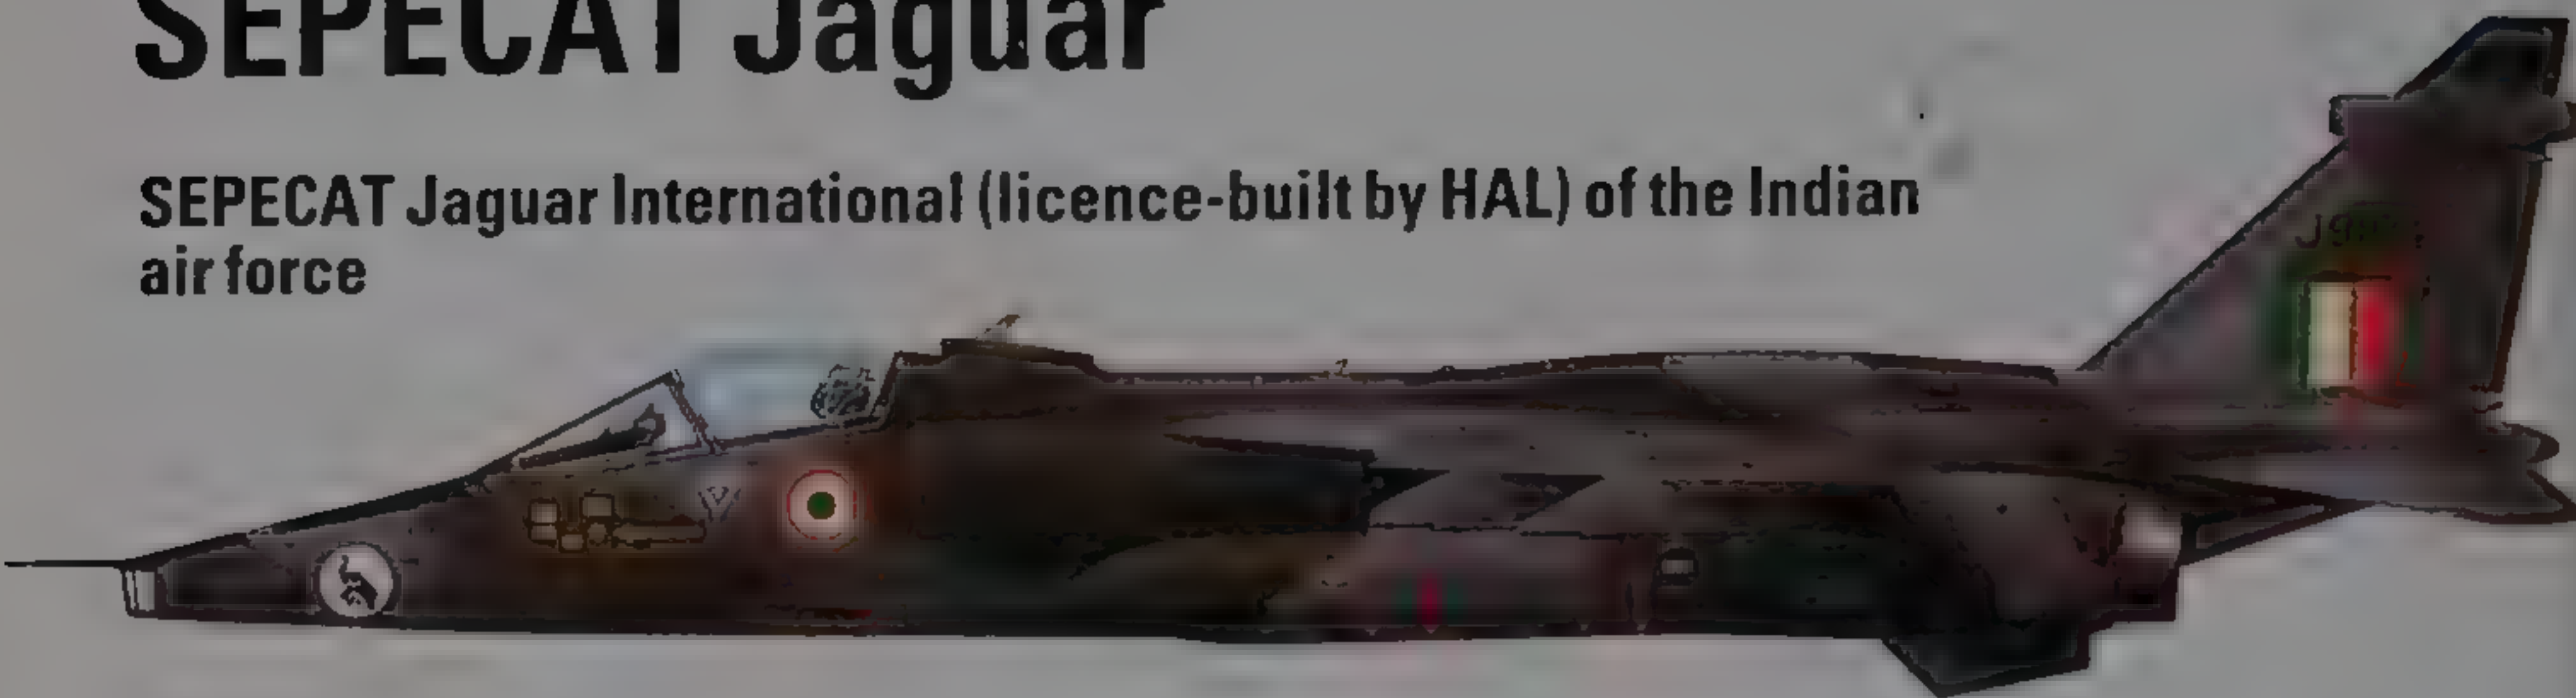 SEPECAT Jaguar
SEPECAT Jaguar International (licence-built by HAL) of the Indian
air force